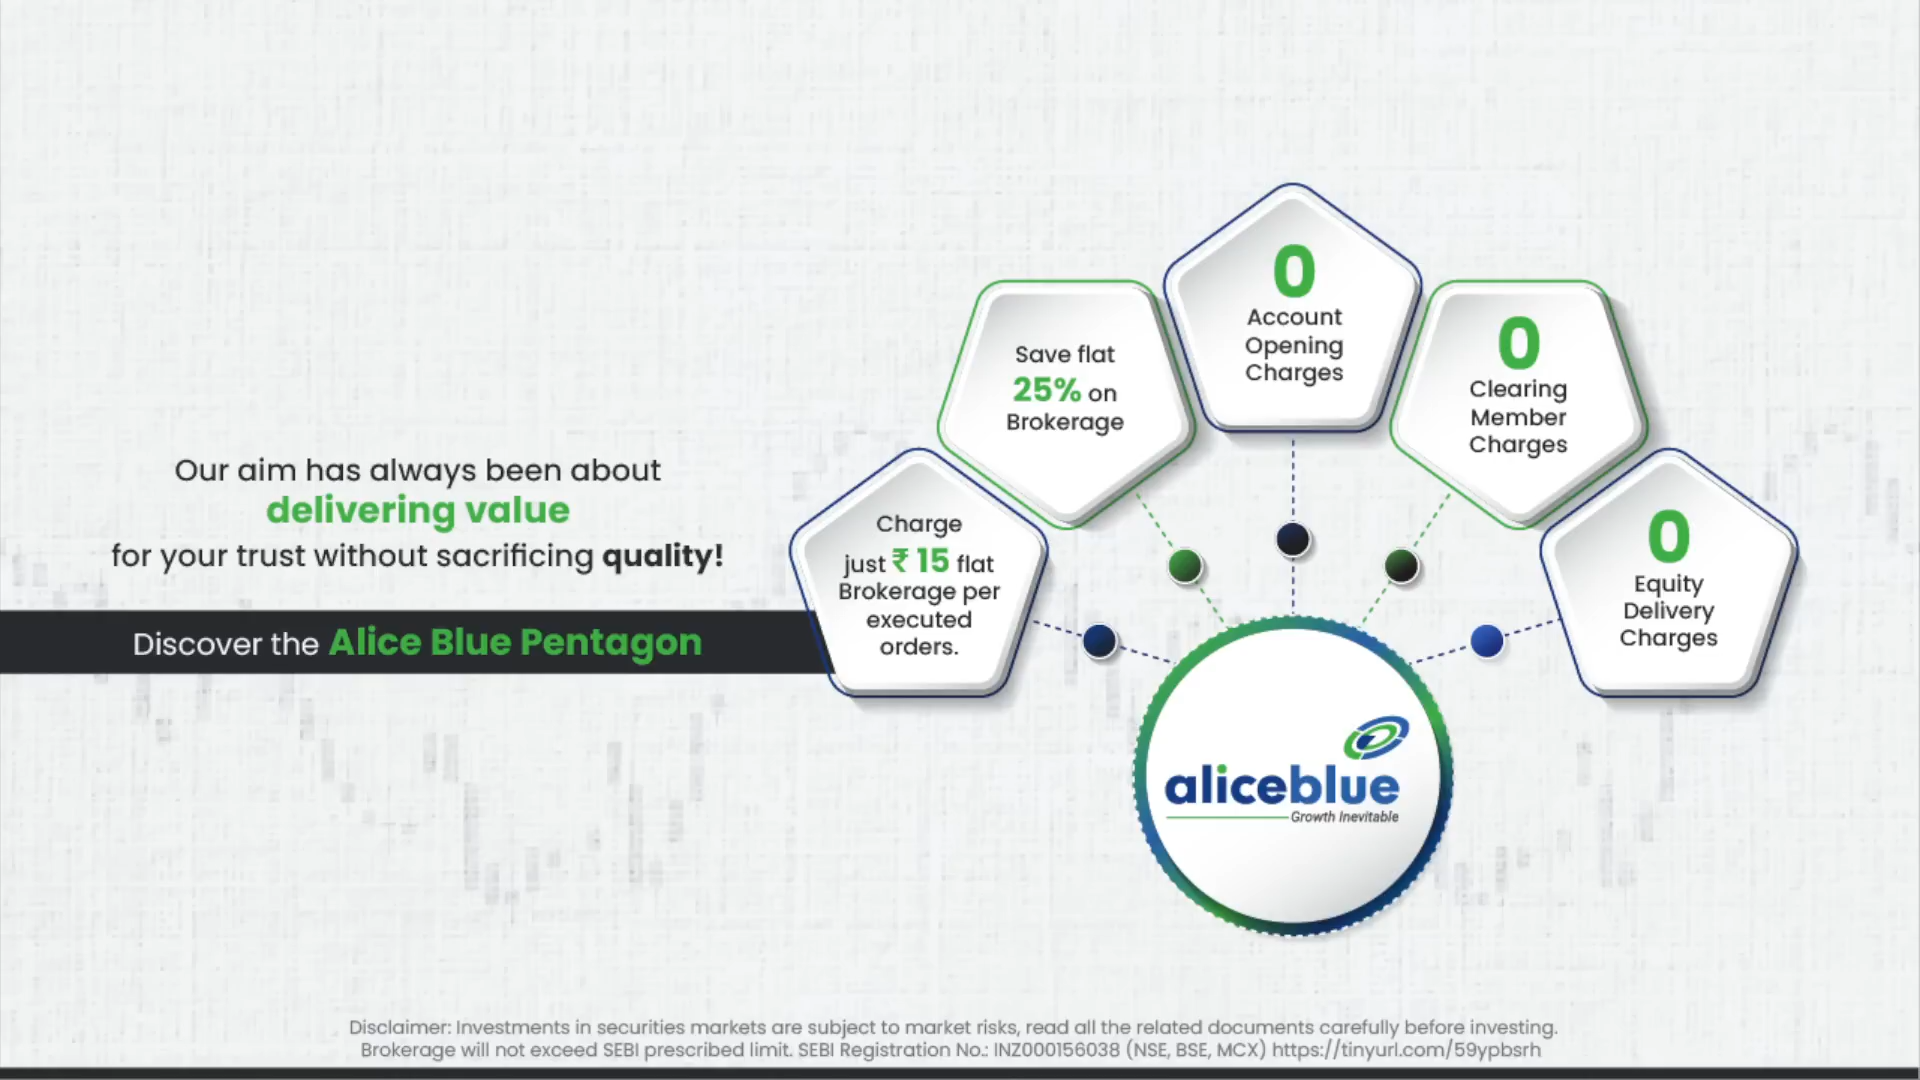 Our aim has always been about
delivering value
for your trust without sacrificing quality!
Discover the Alice Blue Pentagon
Charge
just ₹ 15 flat
Brokerage per
executed
orders.
Save flat
25% on
Brokerage
0
Account
Opening
Charges
0
Clearing
Member
Charges
0
Equity
Delivery
Charges
aliceblue
Growth Inevitable
Disclaimer: Investments in securities markets are subject to market risks, read all the related documents carefully before investing.
Brokerage will not exceed SEBI prescribed limit. SEBI Registration No.: INZ000156038 (NSE, BSE, MCX) https://tinyurl.com/59ypbsrh